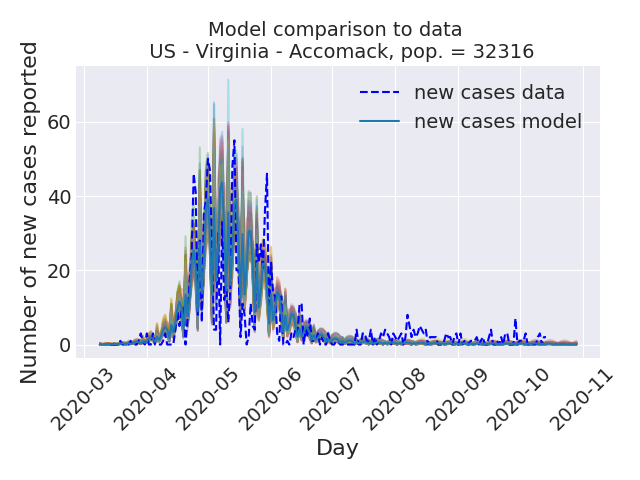 Model comparison to data
US - Virginia - Accomack, pop. = 32316
Number of new cases reported
60
40
20
0
new cases data
new cases model
2020-03
2020-04
2020-05
2020-06
2020-07
2020-08
2020-09
2020-10
2020-11
Day